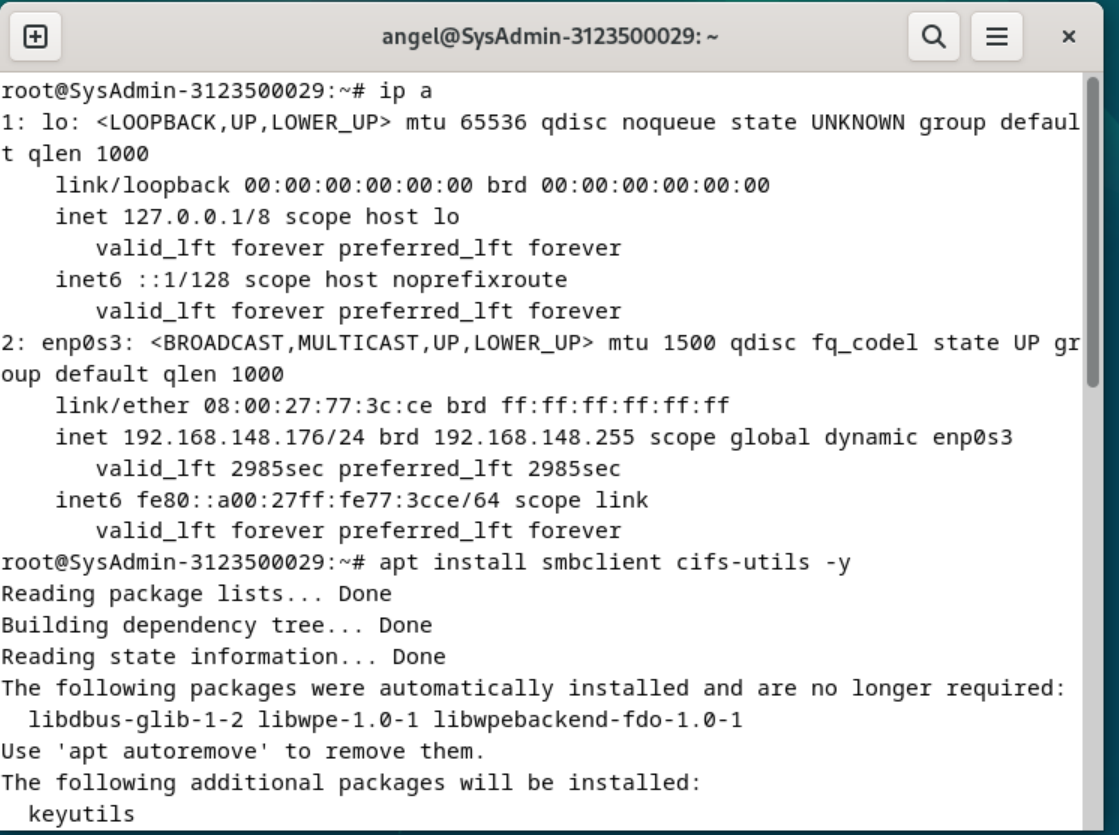 angel@SysAdmin-3123500029: ~
root@SysAdmin-3123500029:~# ip a
1: lo: <LOOPBACK,UP,LOWER_UP> mtu 65536 qdisc noqueue state UNKNOWN group defaul
t qlen 1000
    link/loopback 00:00:00:00:00:00 brd 00:00:00:00:00:00
    inet 127.0.0.1/8 scope host lo
       valid_lft forever preferred_lft forever
    inet6 ::1/128 scope host noprefixroute
       valid_lft forever preferred_lft forever
2: enp0s3: <BROADCAST,MULTICAST,UP,LOWER_UP> mtu 1500 qdisc fq_codel state UP gr
oup default qlen 1000
    link/ether 08:00:27:77:3c:ce brd ff:ff:ff:ff:ff:ff
    inet 192.168.148.176/24 brd 192.168.148.255 scope global dynamic enp0s3
       valid_lft 2985sec preferred_lft 2985sec
    inet6 fe80::a00:27ff:fe77:3cce/64 scope link
       valid_lft forever preferred_lft forever
root@SysAdmin-3123500029:~# apt install smbclient cifs-utils -y
Reading package lists... Done
Building dependency tree... Done
Reading state information... Done
The following packages were automatically installed and are no longer required:
  libdbus-glib-1-2 libwpe-1.0-1 libwpebackend-fdo-1.0-1
Use 'apt autoremove' to remove them.
The following additional packages will be installed:
  keyutils